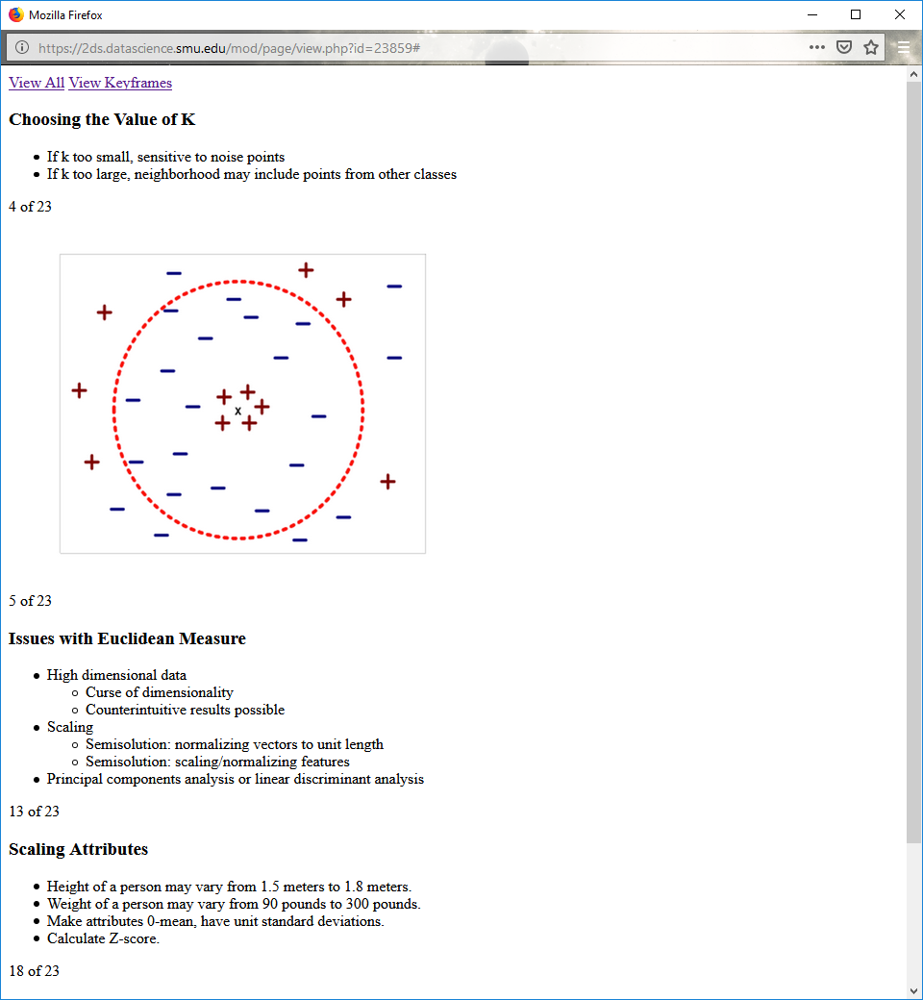 Mozilla Firefox
https://2ds.datascience.smu.edu/mod/page/view.php?id=23859#
View All View Keyframes
Choosing the Value of K
If k too small, sensitive to noise points
If k too large, neighborhood may include points from other classes
4 of 23
x
5 of 23
Issues with Euclidean Measure
High dimensional data
Curse of dimensionality
Counterintuitive results possible
Scaling
Semisolution: normalizing vectors to unit length
Semisolution: scaling/normalizing features
Principal components analysis or linear discriminant analysis
13 of 23
Scaling Attributes
Height of a person may vary from 1.5 meters to 1.8 meters.
Weight of a person may vary from 90 pounds to 300 pounds.
Make attributes 0-mean, have unit standard deviations.
Calculate Z-score.
18 of 23